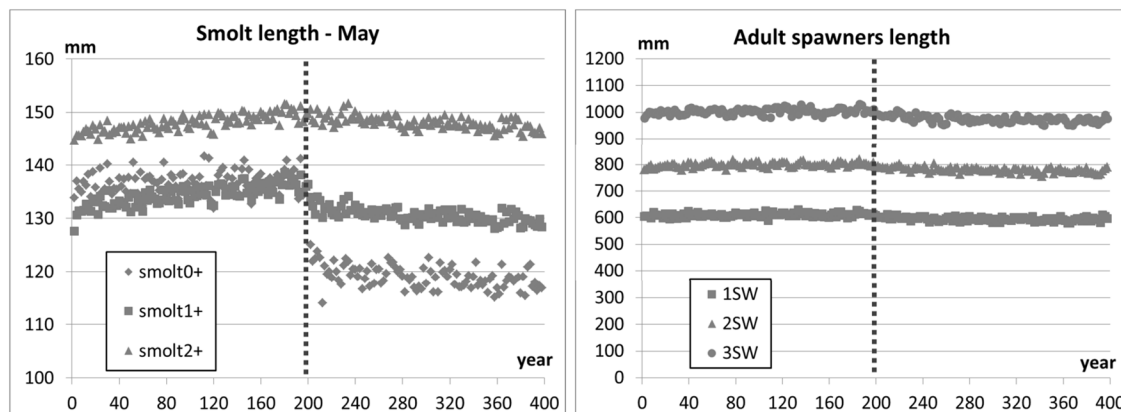 Smolt length - May
mm
160
150
140
130
120
110
100
smolt0+
smolt1+
smolt2+
year
0 40 80 120 160 200 240 280 320 360 400
Adult spawners length
mm
1200
1100
1000
900
800
700
600
500
400
300
200
100
0
1SW
2SW
3SW
year
0 40 80 120 160 200 240 280 320 360 400